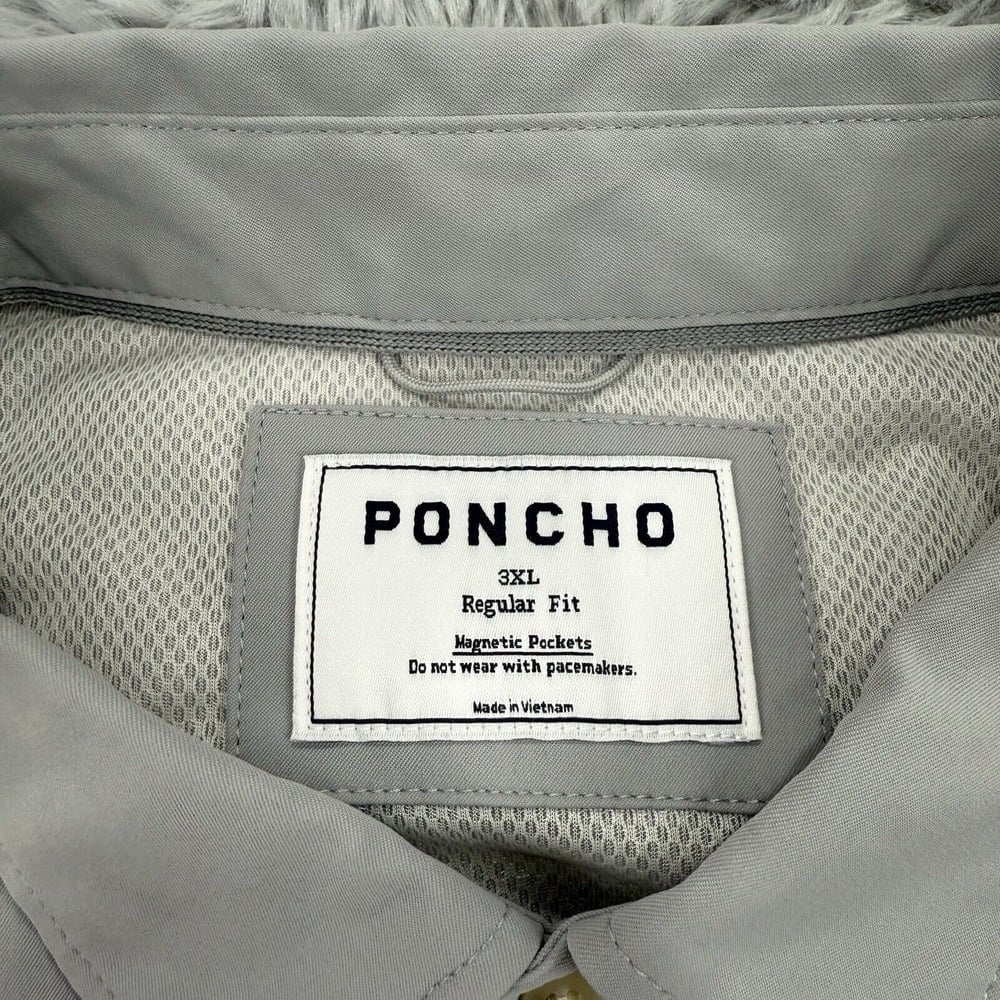 PONCHO
3XL
Regular Fit
Magnetic Pockets
Do not wear with pacemakers.
Made in Vietnam